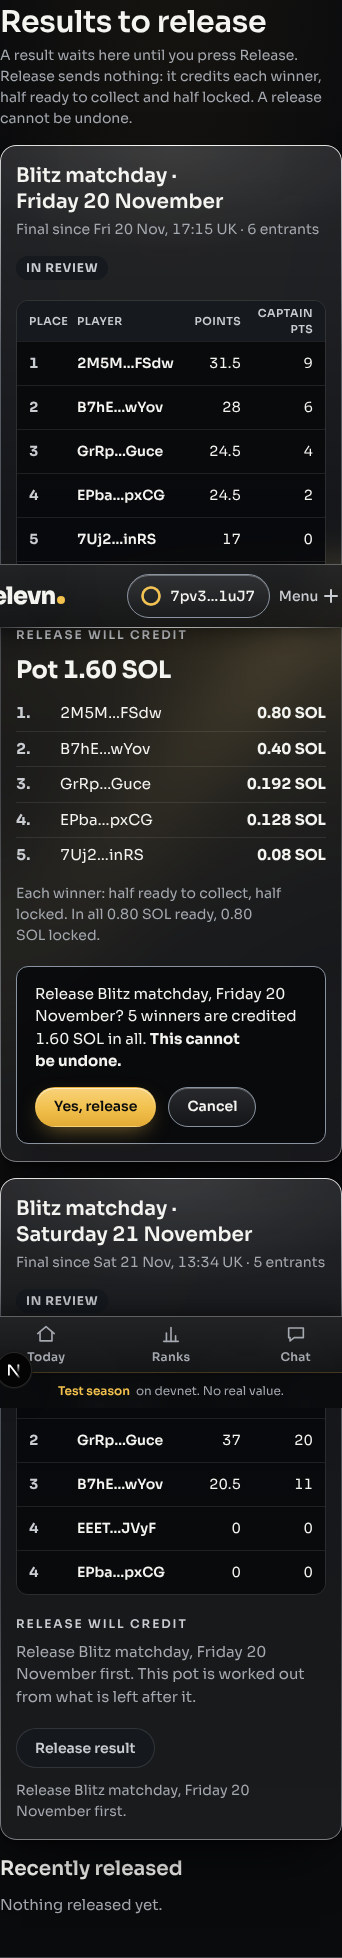 Results to release
A result waits here until you press Release.
Release sends nothing: it credits each winner,
half ready to collect and half locked. A release
cannot be undone.
Blitz matchday ·
Friday 20 November
Final since Fri 20 Nov, 17:15 UK · 6 entrants
IN REVIEW
PLACE PLAYER POINTS CAPTAIN PTS
1 2M5M...FSdw 31.5 9
2 B7hE...wYov 28 6
3 GrRp...Guce 24.5 4
4 EPba...pxCG 24.5 2
5 7Uj2...inRS 17 0
elevn. 7pv3...1uJ7 Menu +
RELEASE WILL CREDIT
Pot 1.60 SOL
1. 2M5M...FSdw 0.80 SOL
2. B7hE...wYov 0.40 SOL
3. GrRp...Guce 0.192 SOL
4. EPba...pxCG 0.128 SOL
5. 7Uj2...inRS 0.08 SOL
Each winner: half ready to collect, half
locked. In all 0.80 SOL ready, 0.80
SOL locked.
Release Blitz matchday, Friday 20
November? 5 winners are credited
1.60 SOL in all. This cannot
be undone.
Yes, release Cancel
Blitz matchday ·
Saturday 21 November
Final since Sat 21 Nov, 13:34 UK · 5 entrants
IN REVIEW
Today Ranks Chat
N
Test season on devnet. No real value.
2 GrRp...Guce 37 20
3 B7hE...wYov 20.5 11
4 EEET...JVyF 0 0
4 EPba...pxCG 0 0
RELEASE WILL CREDIT
Release Blitz matchday, Friday 20
November first. This pot is worked out
from what is left after it.
Release result
Release Blitz matchday, Friday 20
November first.
Recently released
Nothing released yet.